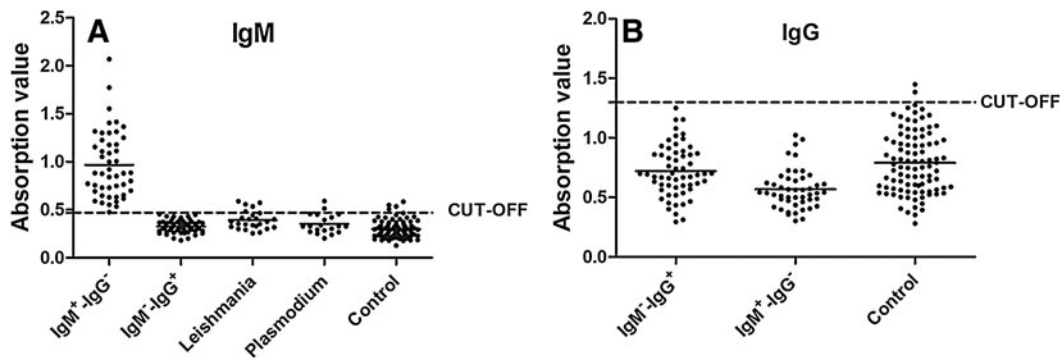 A
IgM
Absorption value
2.5
2.0
1.5
1.0
0.5
0.0
CUT-OFF
IgM⁺-IgG⁻
IgM⁻-IgG⁺
Leishmania
Plasmodium
Control
B
IgG
Absorption value
2.0
1.5
1.0
0.5
0.0
CUT-OFF
IgM⁻-IgG⁺
IgM⁺-IgG⁻
Control